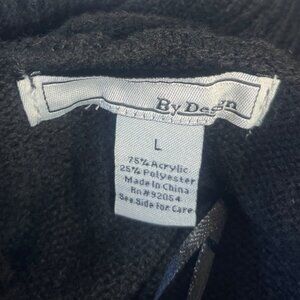 By Design
L
75% Acrylic
25% Polyester
Made in China
Rn#92054
See Side For Care